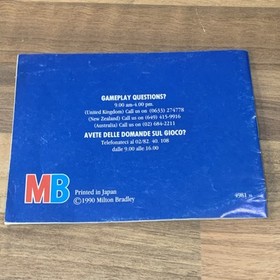 GAMEPLAY QUESTIONS?
9.00 am-4.00 pm.
(United Kingdom) Call us on (0633) 274778
(New Zealand) Call us on (649) 415-9916
(Australia) Call us on (02) 684-2211
AVETE DELLE DOMANDE SUL GIOCO?
Telefonateci al 02/82. 40. 108
dalle 9.00 alle 16.00
MB
Printed in Japan
©1990 Milton Bradley